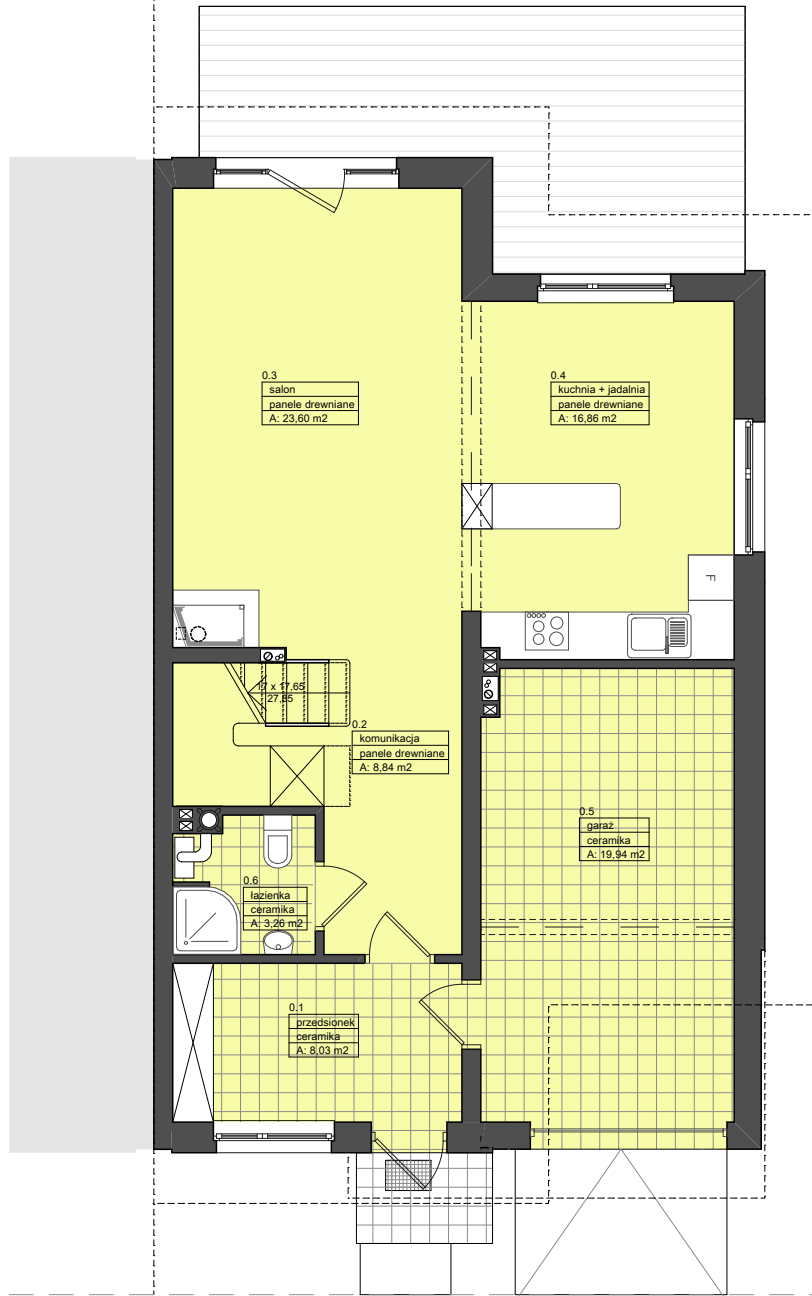 0.3
salon
panele drewniane
A: 23,60 m2
0.4
kuchnia + jadalnia
panele drewniane
A: 16,86 m2
F
17 x 17,65
27,85
0.2
komunikacja
panele drewniane
A: 8,84 m2
0.5
garaż
ceramika
A: 19,94 m2
0.6
łazienka
ceramika
A: 3,26 m2
0.1
przedsionek
ceramika
A: 8,03 m2